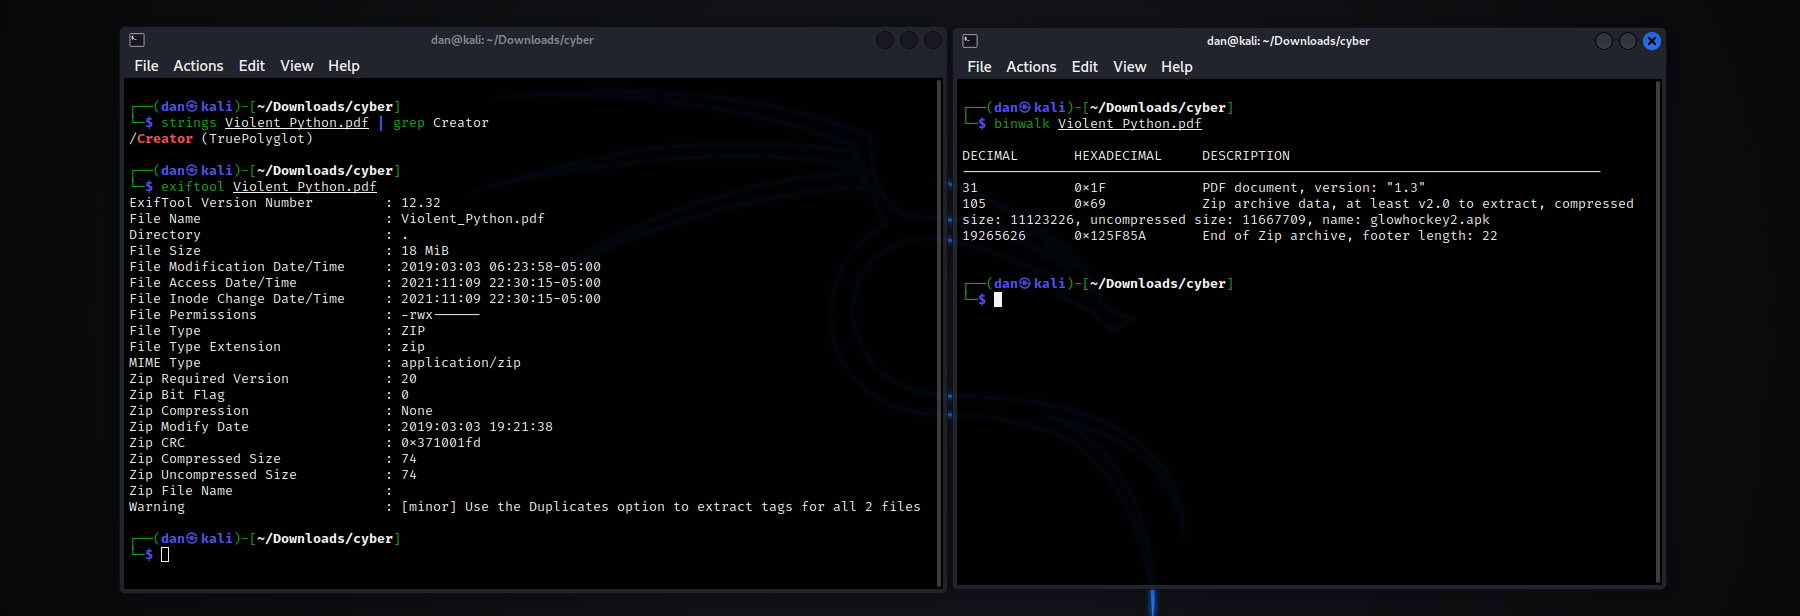 dan@kali: ~/Downloads/cyber
File Actions Edit View Help
┌──(dan㉿kali)-[~/Downloads/cyber]
└─$ strings Violent_Python.pdf | grep Creator
/Creator (TruePolyglot)
┌──(dan㉿kali)-[~/Downloads/cyber]
└─$ exiftool Violent_Python.pdf
ExifTool Version Number : 12.32
File Name : Violent_Python.pdf
Directory : .
File Size : 18 MiB
File Modification Date/Time : 2019:03:03 06:23:58-05:00
File Access Date/Time : 2021:11:09 22:30:15-05:00
File Inode Change Date/Time : 2021:11:09 22:30:15-05:00
File Permissions : -rwx------
File Type : ZIP
File Type Extension : zip
MIME Type : application/zip
Zip Required Version : 20
Zip Bit Flag : 0
Zip Compression : None
Zip Modify Date : 2019:03:03 19:21:38
Zip CRC : 0×371001fd
Zip Compressed Size : 74
Zip Uncompressed Size : 74
Zip File Name :
Warning : [minor] Use the Duplicates option to extract tags for all 2 files
┌──(dan㉿kali)-[~/Downloads/cyber]
└─$
dan@kali: ~/Downloads/cyber
File Actions Edit View Help
┌──(dan㉿kali)-[~/Downloads/cyber]
└─$ binwalk Violent_Python.pdf
DECIMAL HEXADECIMAL DESCRIPTION
31 0×1F PDF document, version: "1.3"
105 0×69 Zip archive data, at least v2.0 to extract, compressed
size: 11123226, uncompressed size: 11667709, name: glowhockey2.apk
19265626 0×125F85A End of Zip archive, footer length: 22
┌──(dan㉿kali)-[~/Downloads/cyber]
└─$